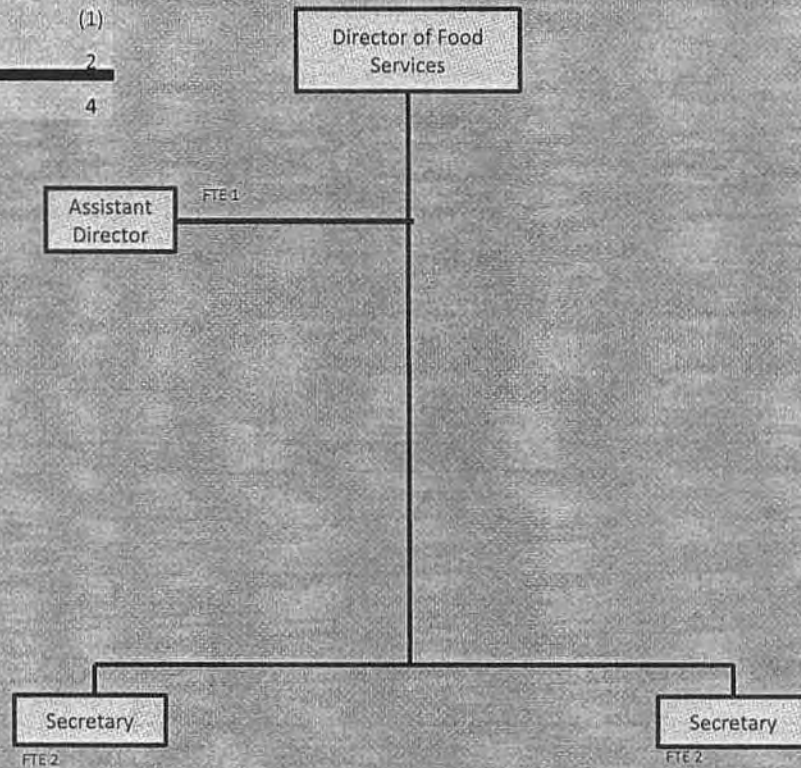 (1)
2
4
Director of Food
Services
FTE 1
Assistant
Director
Secretary
FTE 2
Secretary
FTE 2